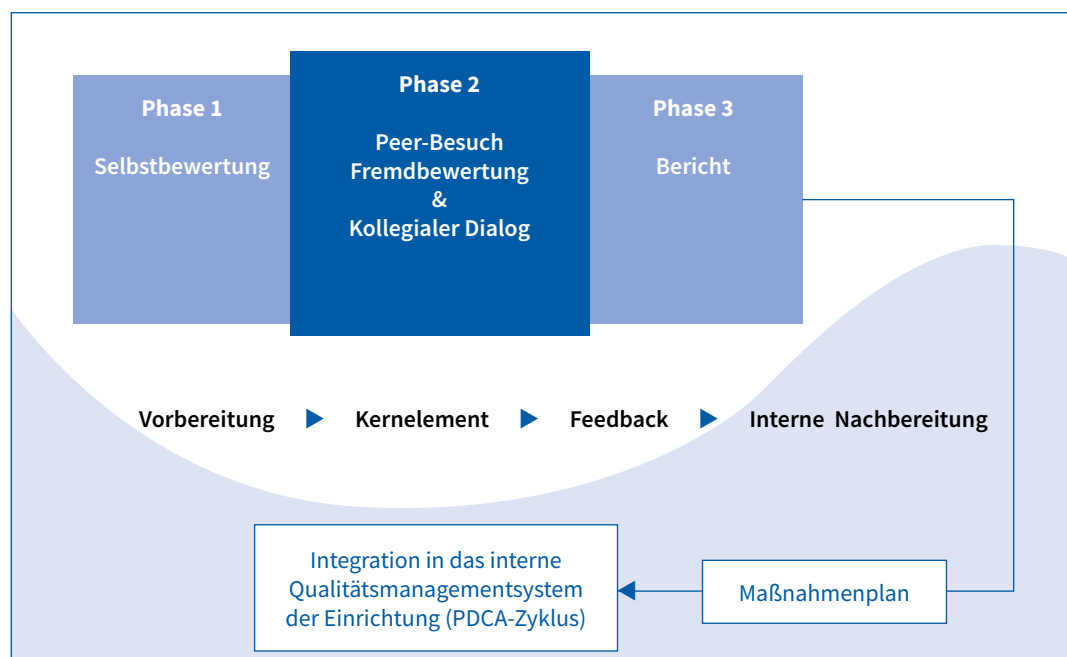 Phase 1
Selbstbewertung
Phase 2
Peer-Besuch
Fremdbewertung
&
Kollegialer Dialog
Phase 3
Bericht
Vorbereitung
Kernelement
Feedback
Interne Nachbereitung
Integration in das interne
Qualitätsmanagementsystem
der Einrichtung (PDCA-Zyklus)
Maßnahmenplan